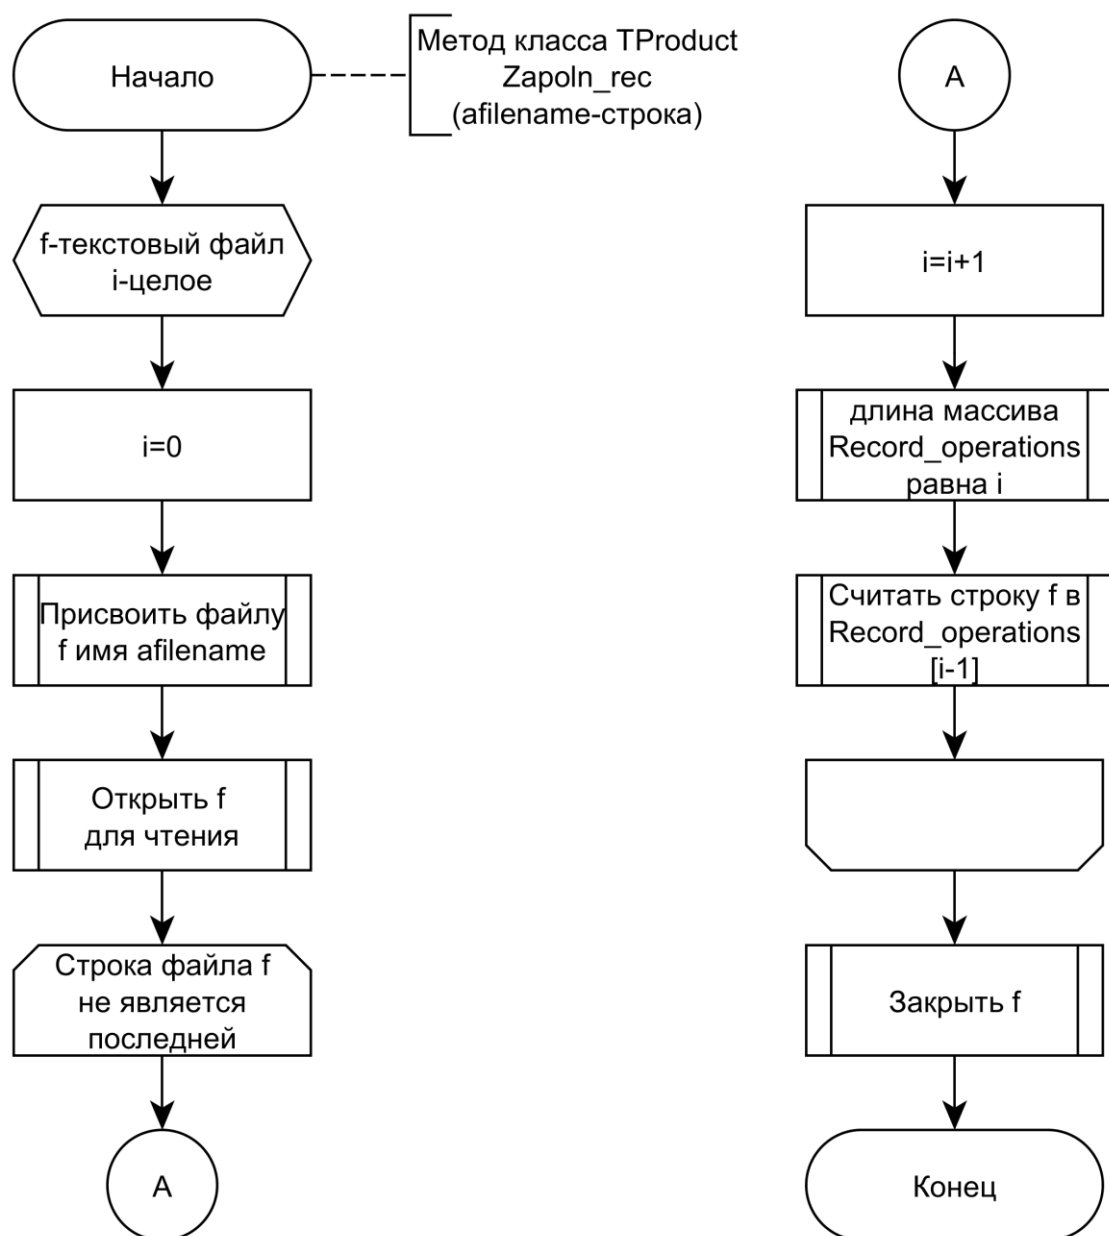 Начало
Метод класса TProduct
Zapoln_rec
(afilename-строка)
f-текстовый файл
i-целое
i=0
Присвоить файлу
f имя afilename
Открыть f
для чтения
Строка файла f
не является
последней
А
А
i=i+1
длина массива
Record_operations
равна i
Считать строку f в
Record_operations
[i-1]
Закрыть f
Конец